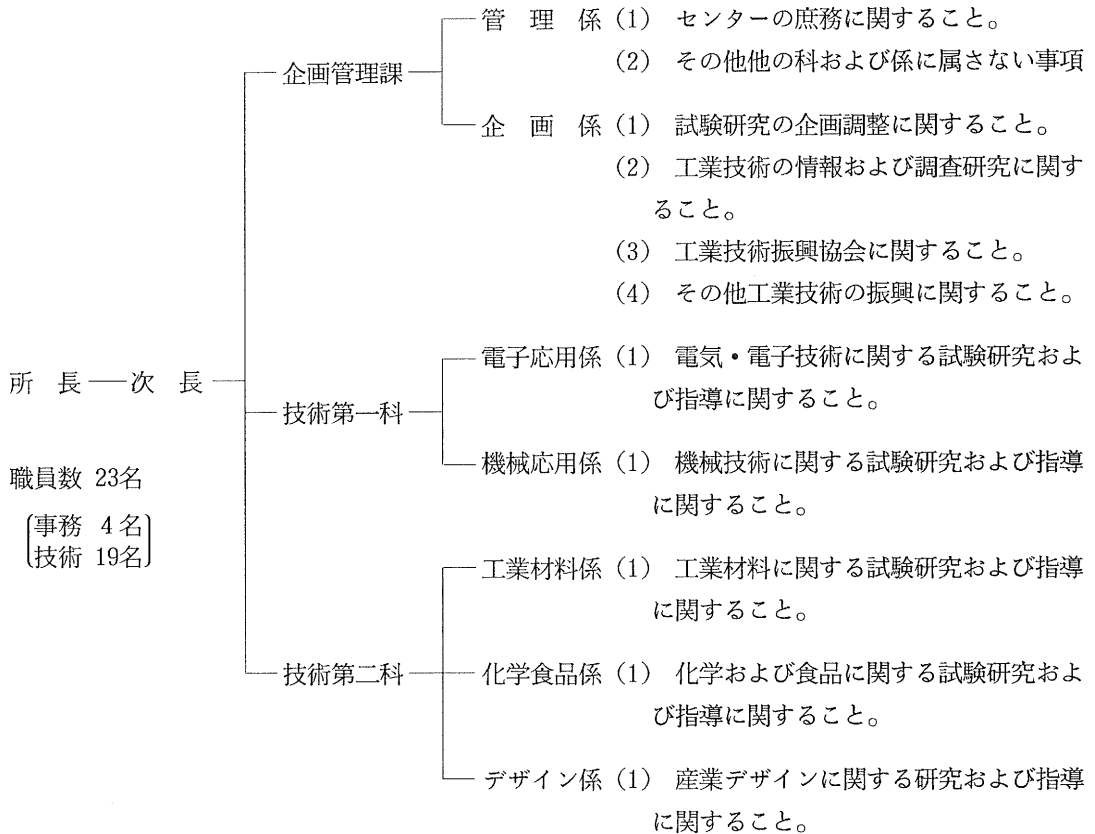 管理係 (1) センターの庶務に関すること。
(2) その他他の科および係に属さない事項
企画管理課
企画係 (1) 試験研究の企画調整に関すること。
(2) 工業技術の情報および調査研究に関す
ること。
(3) 工業技術振興協会に関すること。
(4) その他工業技術の振興に関すること。
所長 次長
職員数 23名
事務 4名
技術 19名
技術第一科
電子応用係 (1) 電気・電子技術に関する試験研究およ
び指導に関すること。
機械応用係 (1) 機械技術に関する試験研究および指導
に関すること。
技術第二科
工業材料係 (1) 工業材料に関する試験研究および指導
に関すること。
化学食品係 (1) 化学および食品に関する試験研究およ
び指導に関すること。
デザイン係 (1) 産業デザインに関する研究および指導
に関すること。